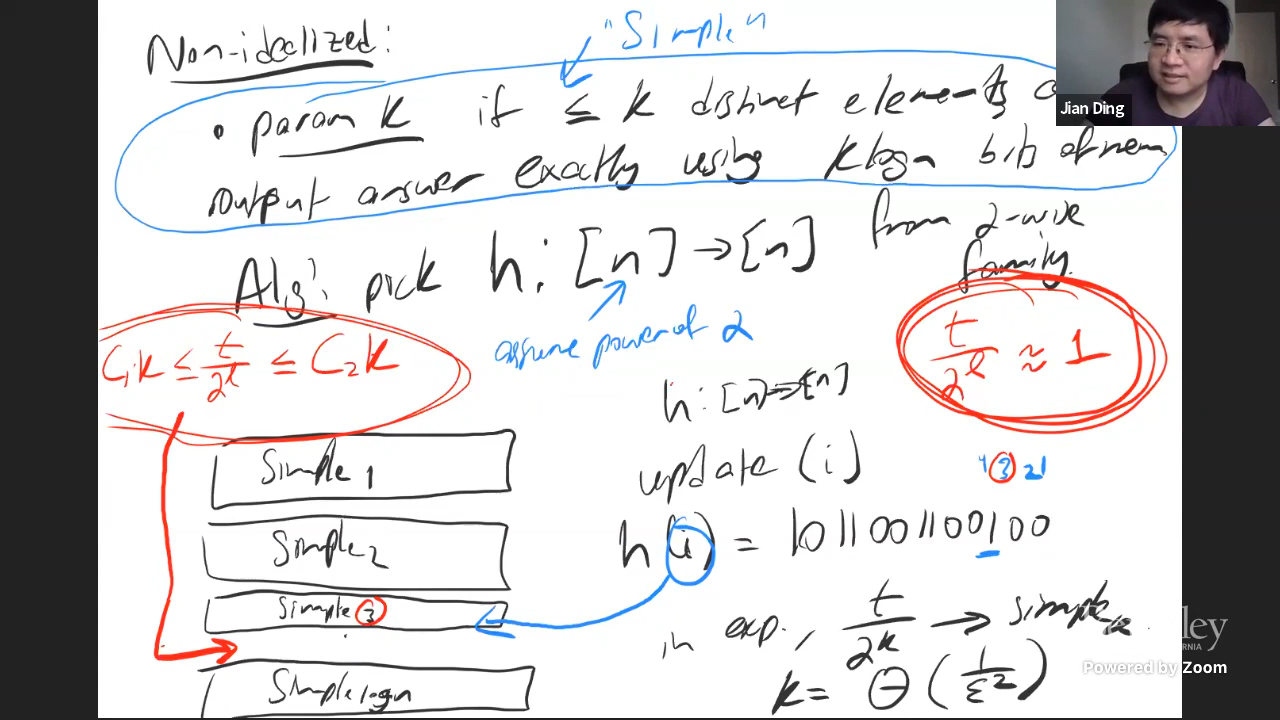 Non-idealized:
"Simple"
• param k if ≤ k distinct elements
output answer exactly using k logn bits of mem
Alg: pick h: [n] → [n] from 2-wise
family.
assume power of 2
C₁k ≤ t/2^l ≤ C₂k
t/2^l ≈ 1
h: [n] → [n]
update (i)
4 3 2 1
h(i) = 1011001100100
Simple 1
Simple 2
Simple 3
Simple logn
in exp., t/2^k → simple k.
k = Θ(1/ε²)
Jian Ding
Powered by Zoom